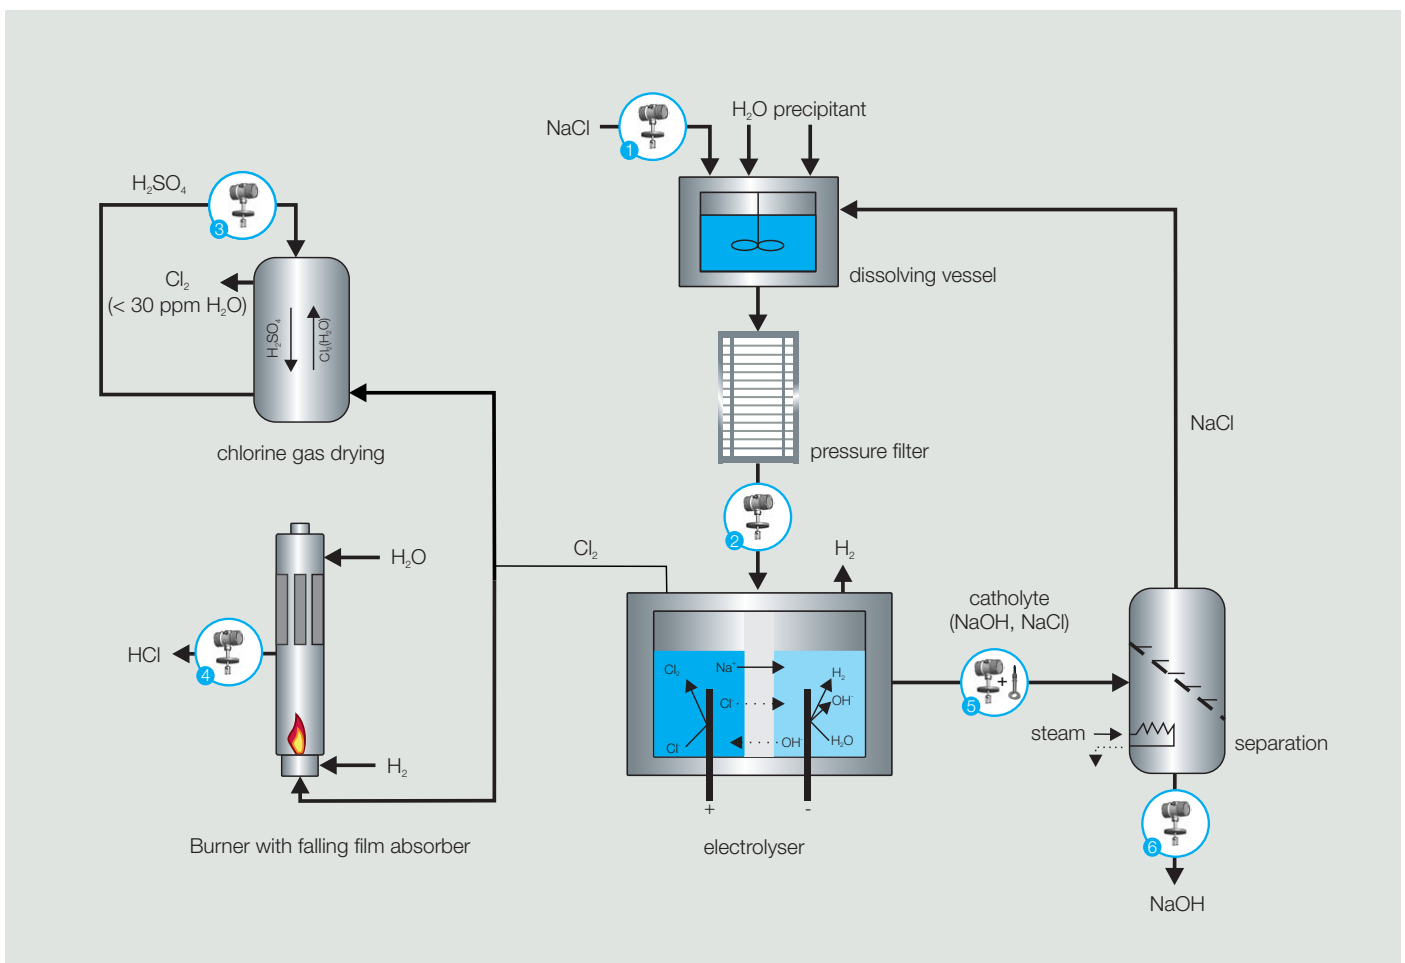 NaCl
1
H₂O precipitant
H₂SO₄
3
Cl₂
(< 30 ppm H₂O)
H₂SO₄
Cl₂(H₂O)
chlorine gas drying
dissolving vessel
pressure filter
2
NaCl
H₂O
HCl
4
H₂
Burner with falling film absorber
Cl₂
H₂
Cl₂
Na⁺
H₂
Cl⁻
OH⁻
Cl⁻
OH⁻
H₂O
+
-
electrolyser
catholyte
(NaOH, NaCl)
+
5
steam
separation
6
NaOH